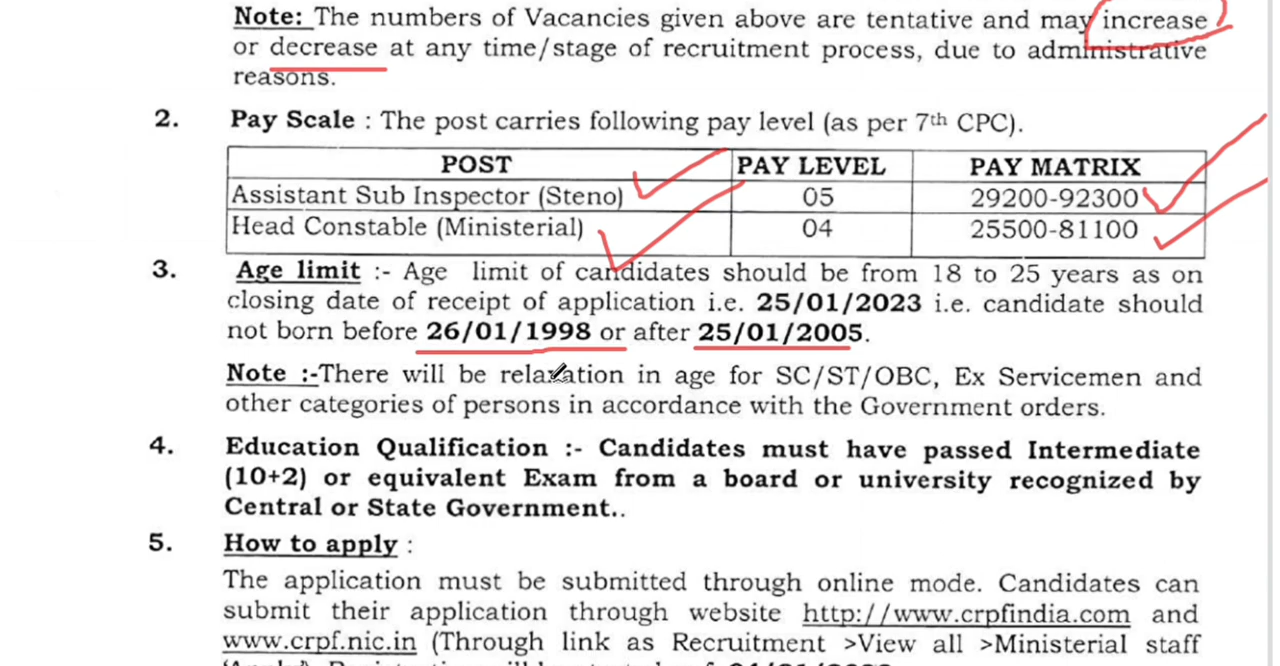 Note: The numbers of Vacancies given above are tentative and may increase
or decrease at any time/stage of recruitment process, due to administrative
reasons.
2. Pay Scale : The post carries following pay level (as per 7th CPC).
POST PAY LEVEL PAY MATRIX
Assistant Sub Inspector (Steno) 05 29200-92300
Head Constable (Ministerial) 04 25500-81100
3. Age limit :- Age limit of candidates should be from 18 to 25 years as on
closing date of receipt of application i.e. 25/01/2023 i.e. candidate should
not born before 26/01/1998 or after 25/01/2005.
Note :-There will be relaxation in age for SC/ST/OBC, Ex Servicemen and
other categories of persons in accordance with the Government orders.
4. Education Qualification :- Candidates must have passed Intermediate
(10+2) or equivalent Exam from a board or university recognized by
Central or State Government..
5. How to apply :
The application must be submitted through online mode. Candidates can
submit their application through website http://www.crpfindia.com and
www.crpf.nic.in (Through link as Recruitment >View all >Ministerial staff